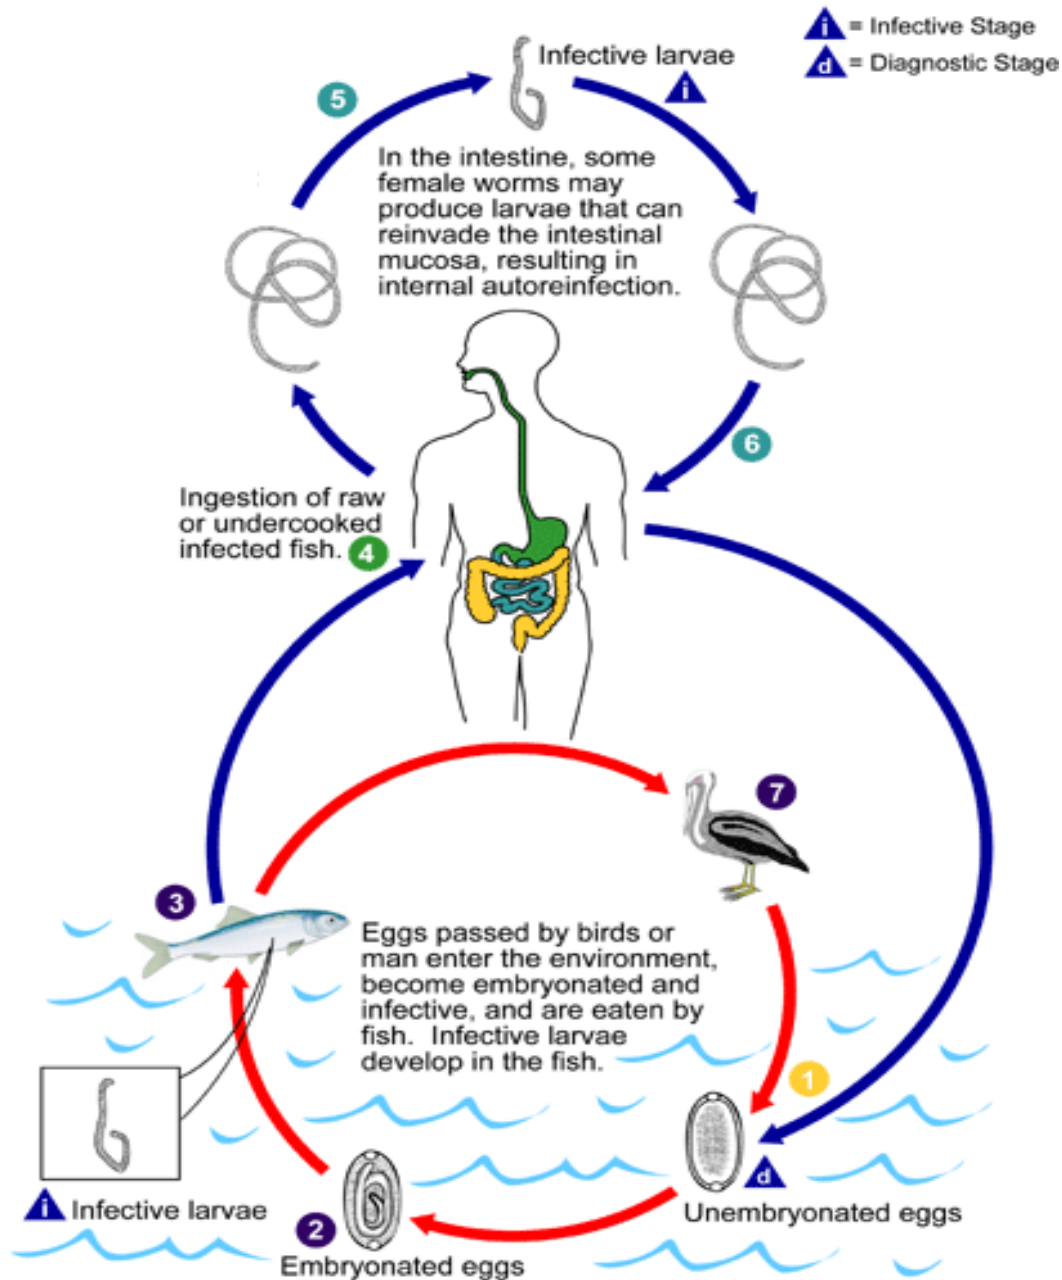 i = Infective Stage
d = Diagnostic Stage
Infective larvae
i
5
In the intestine, some
female worms may
produce larvae that can
reinvade the intestinal
mucosa, resulting in
internal autoreinfection.
6
Ingestion of raw
or undercooked
infected fish. 4
7
3
Eggs passed by birds or
man enter the environment,
become embryonated and
infective, and are eaten by
fish. Infective larvae
develop in the fish.
1
d
Unembryonated eggs
i Infective larvae
2
Embryonated eggs